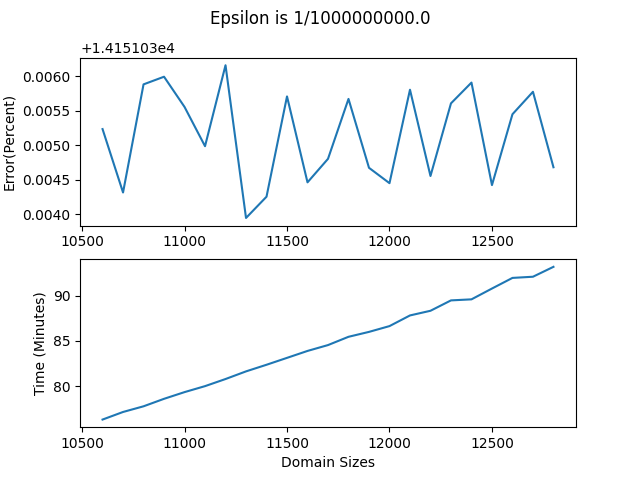 Epsilon is 1/1000000000.0
+1.415103e4
0.0060
0.0055
0.0050
0.0045
0.0040
Error(Percent)
10500 11000 11500 12000 12500
90
85
80
Time (Minutes)
10500 11000 11500 12000 12500
Domain Sizes